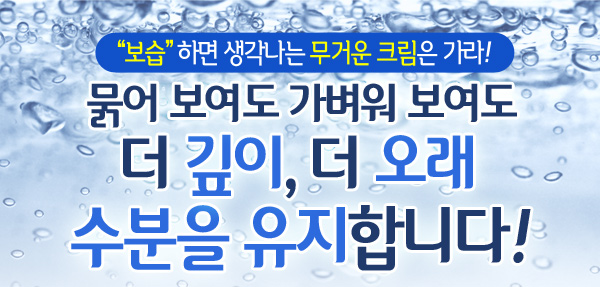 “보습”하면 생각나는 무거운 크림은 가라!
묽어 보여도 가벼워 보여도
더 깊이, 더 오래
수분을 유지합니다!